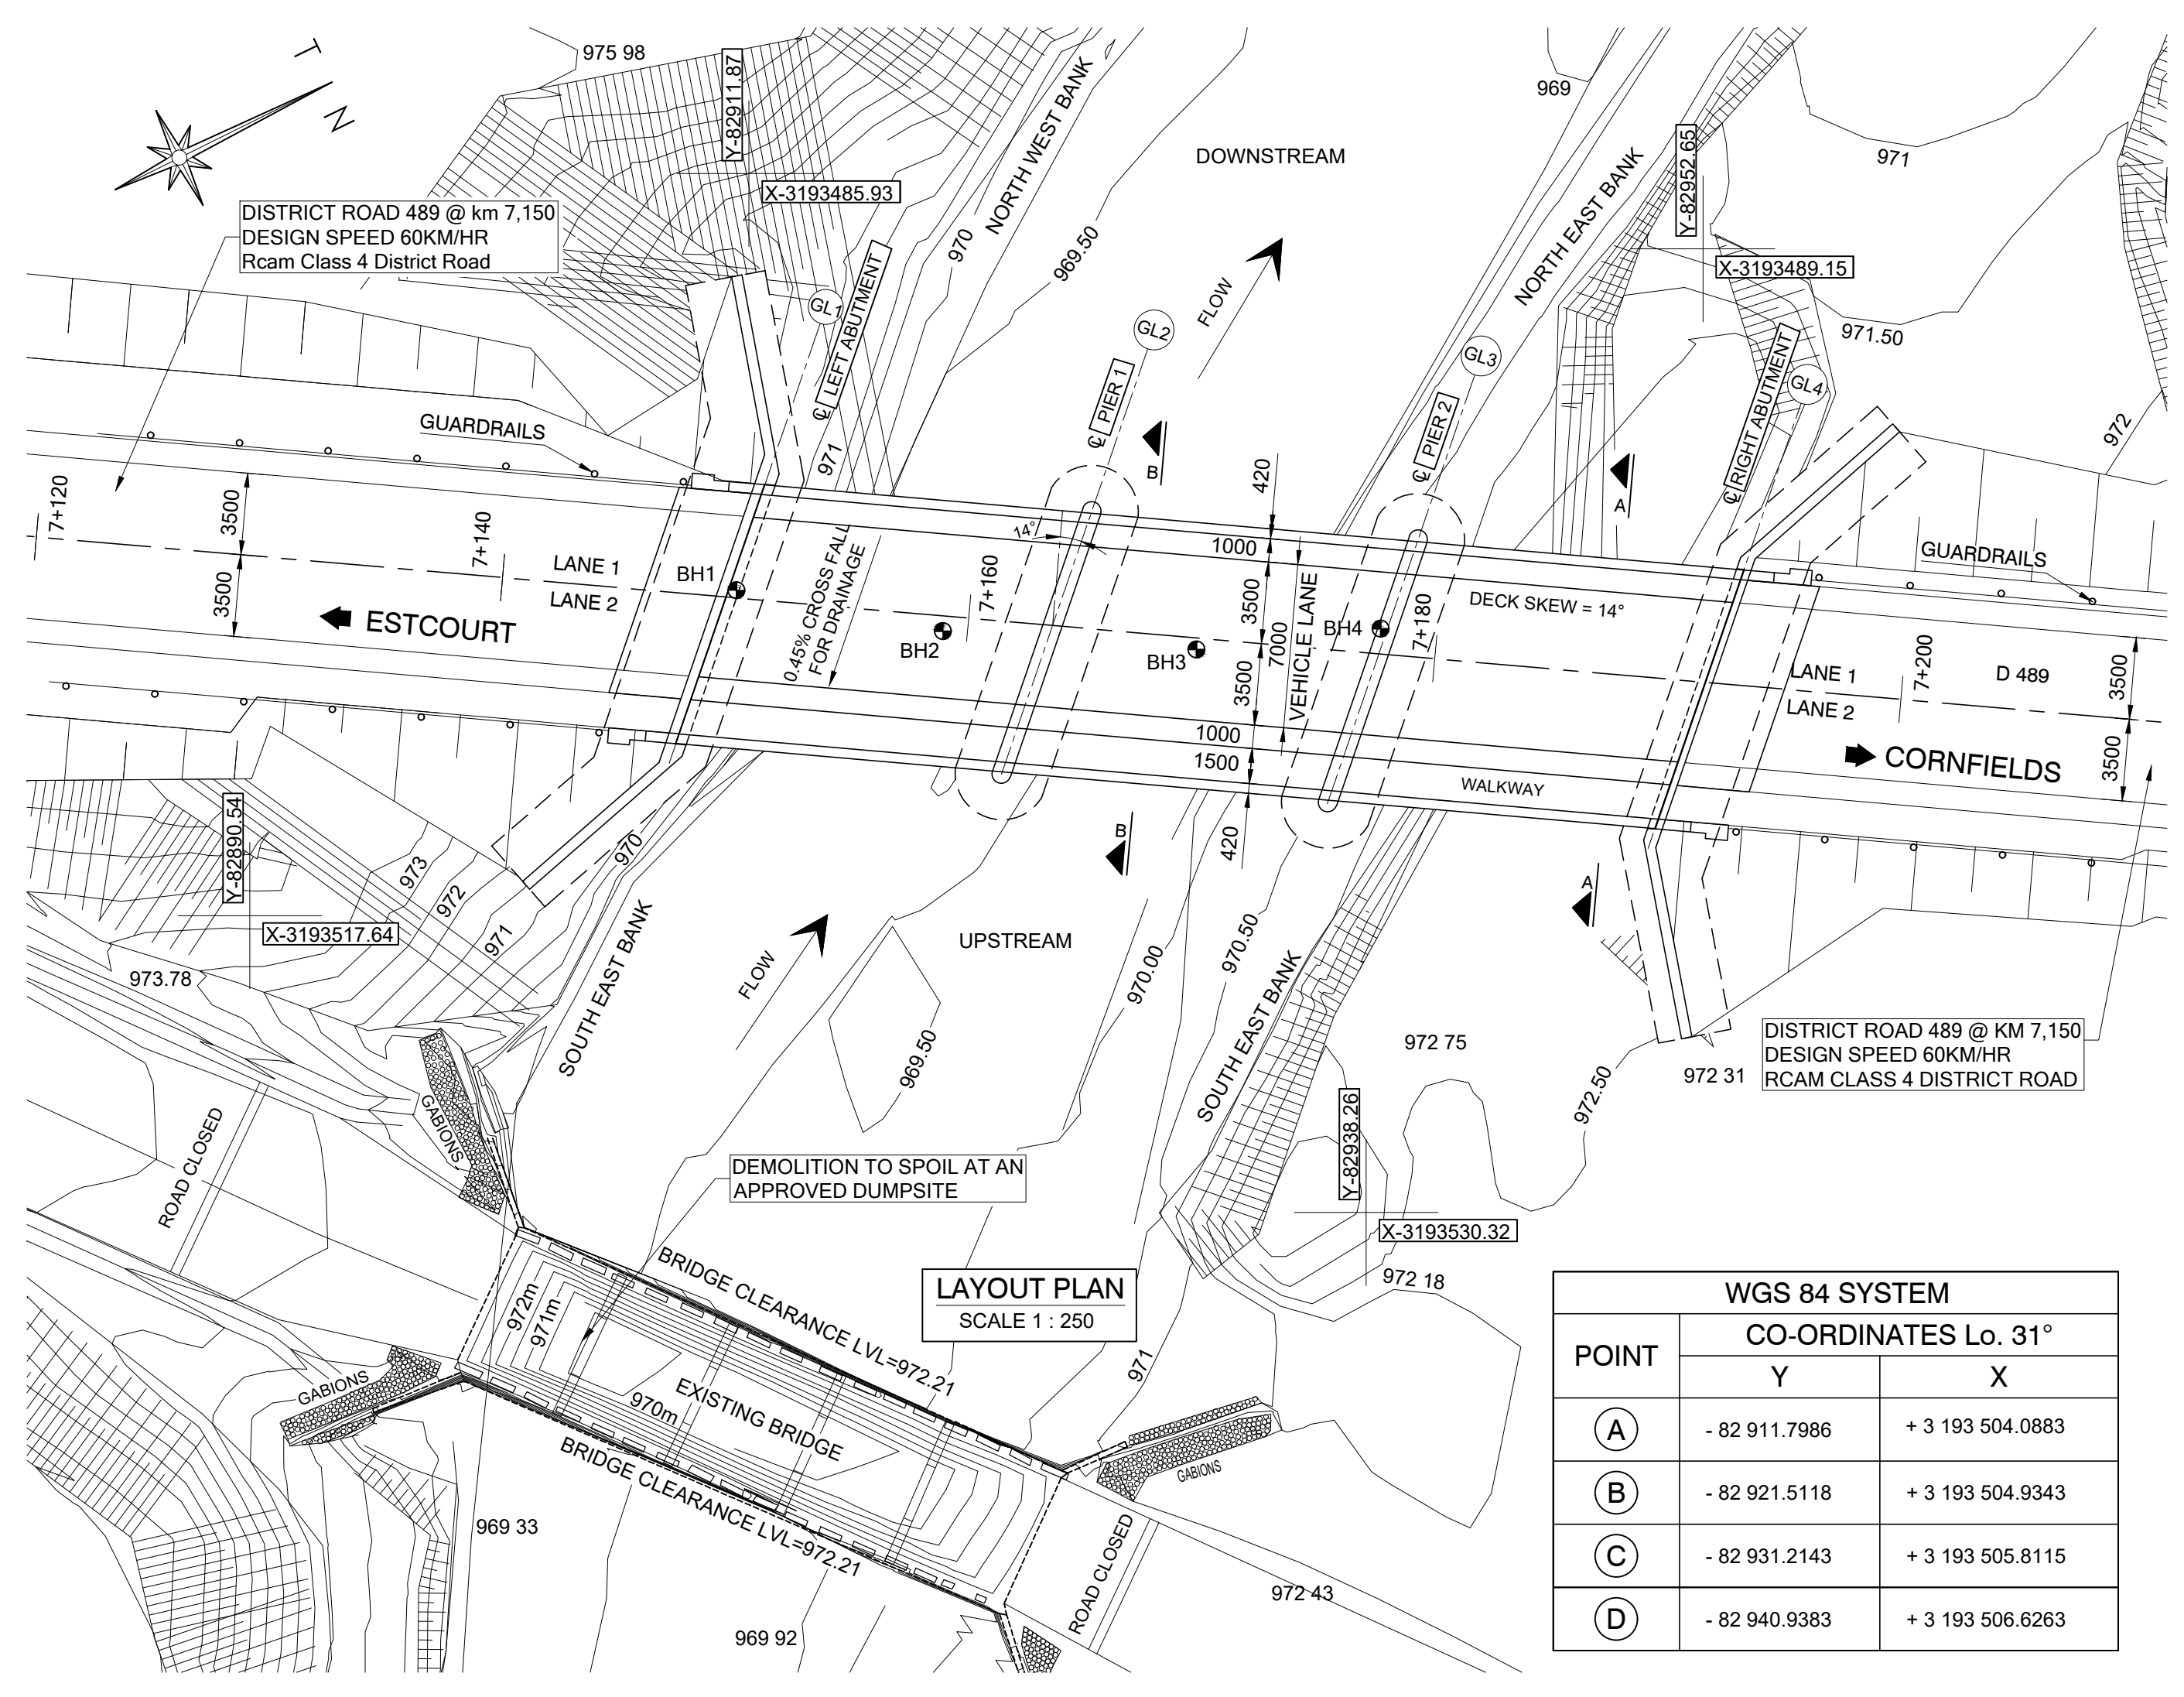 975 98
Y-82911.87
X-3193485.93
T
N
DISTRICT ROAD 489 @ km 7,150
DESIGN SPEED 60KM/HR
Rcam Class 4 District Road
NORTH WEST BANK
970
969.50
DOWNSTREAM
FLOW
969
NORTH EAST BANK
Y-82952.65
X-3193489.15
971
971.50
972
GL1
℄ LEFT ABUTMENT
971
GL2
℄ PIER 1
B
GL3
℄ PIER 2
A
GL4
℄ RIGHT ABUTMENT
GUARDRAILS
7+120
3500
3500
7+140
LANE 1
LANE 2
ESTCOURT
BH1
0.45% CROSS FALL
FOR DRAINAGE
BH2
7+160
14°
BH3
420
1000
3500
7000
3500
VEHICLE LANE
1000
1500
420
BH4
7+180
DECK SKEW = 14°
WALKWAY
GUARDRAILS
LANE 1
LANE 2
7+200
D 489
3500
3500
CORNFIELDS
Y-82890.54
X-3193517.64
973.78
973
972
971
970
SOUTH EAST BANK
FLOW
UPSTREAM
B
969.50
970.00
970.50
SOUTH EAST BANK
A
972 75
972.50
972 31
DISTRICT ROAD 489 @ KM 7,150
DESIGN SPEED 60KM/HR
RCAM CLASS 4 DISTRICT ROAD
Y-82938.26
X-3193530.32
972 18
ROAD CLOSED
GABIONS
DEMOLITION TO SPOIL AT AN
APPROVED DUMPSITE
BRIDGE CLEARANCE LVL=972.21
972m
971m
970m
EXISTING BRIDGE
BRIDGE CLEARANCE LVL=972.21
GABIONS
LAYOUT PLAN
SCALE 1 : 250
971
GABIONS
ROAD CLOSED
969 33
969 92
972 43
WGS 84 SYSTEM
POINT
CO-ORDINATES Lo. 31°
Y X
A - 82 911.7986 + 3 193 504.0883
B - 82 921.5118 + 3 193 504.9343
C - 82 931.2143 + 3 193 505.8115
D - 82 940.9383 + 3 193 506.6263